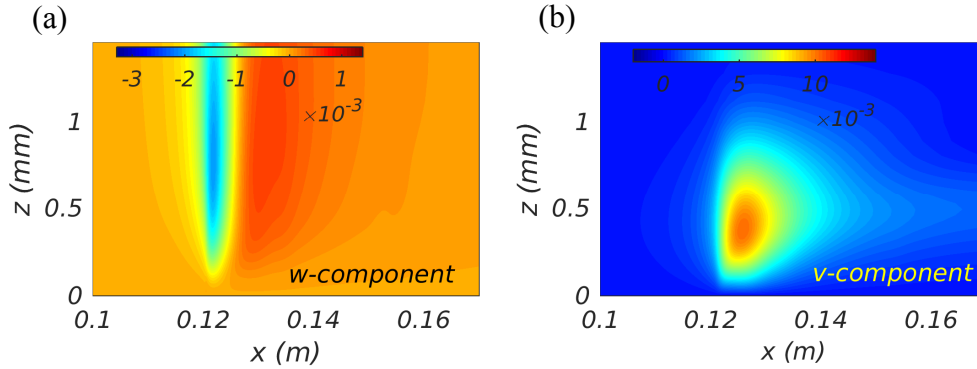 (a)
-3 -2 -1 0 1
×10-3
1
0.5
0
z (mm)
w-component
0.1 0.12 0.14 0.16
x (m)
(b)
0 5 10
×10-3
1
0.5
0
z (mm)
v-component
0.1 0.12 0.14 0.16
x (m)